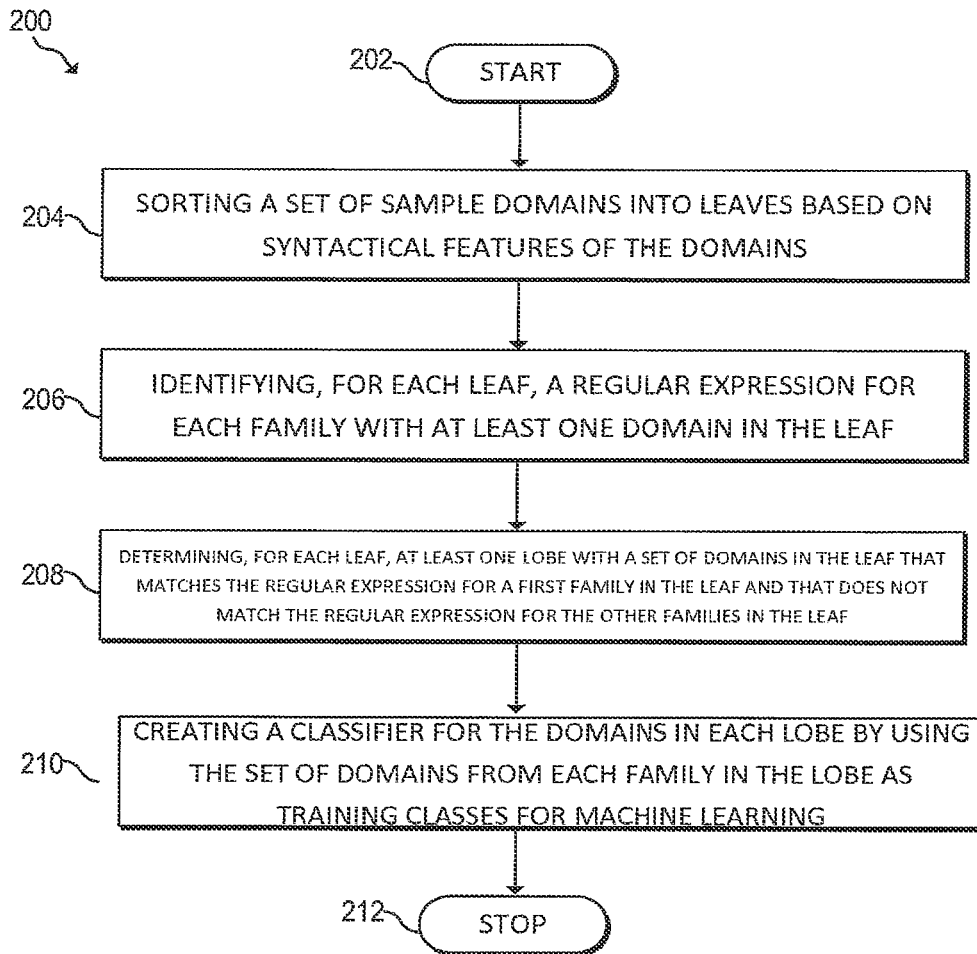 200
202
START
204
SORTING A SET OF SAMPLE DOMAINS INTO LEAVES BASED ON
SYNTACTICAL FEATURES OF THE DOMAINS
206
IDENTIFYING, FOR EACH LEAF, A REGULAR EXPRESSION FOR
EACH FAMILY WITH AT LEAST ONE DOMAIN IN THE LEAF
208
DETERMINING, FOR EACH LEAF, AT LEAST ONE LOBE WITH A SET OF DOMAINS IN THE LEAF THAT
MATCHES THE REGULAR EXPRESSION FOR A FIRST FAMILY IN THE LEAF AND THAT DOES NOT
MATCH THE REGULAR EXPRESSION FOR THE OTHER FAMILIES IN THE LEAF
210
CREATING A CLASSIFIER FOR THE DOMAINS IN EACH LOBE BY USING
THE SET OF DOMAINS FROM EACH FAMILY IN THE LOBE AS
TRAINING CLASSES FOR MACHINE LEARNING
212
STOP